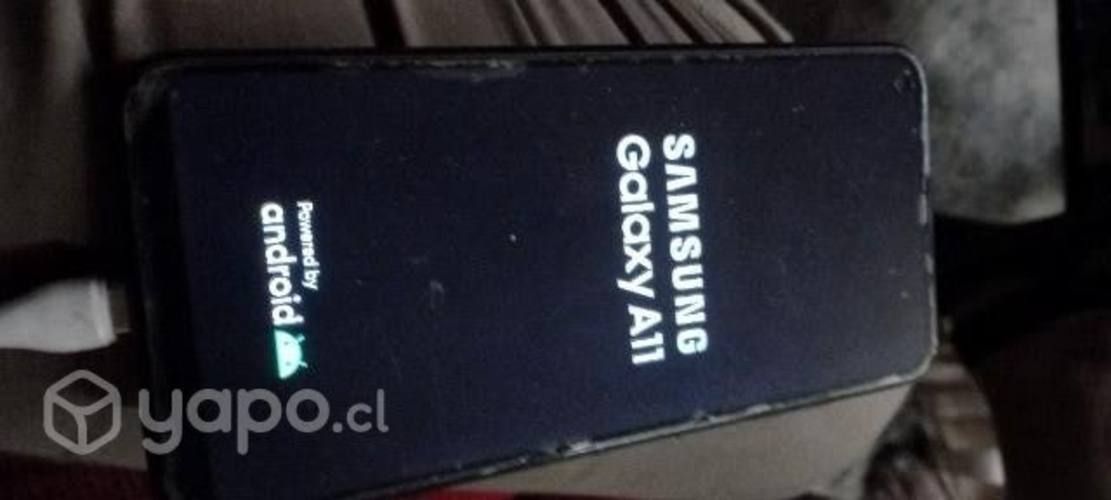 SAMSUNG
Galaxy A11
Powered by
android
yapo.cl